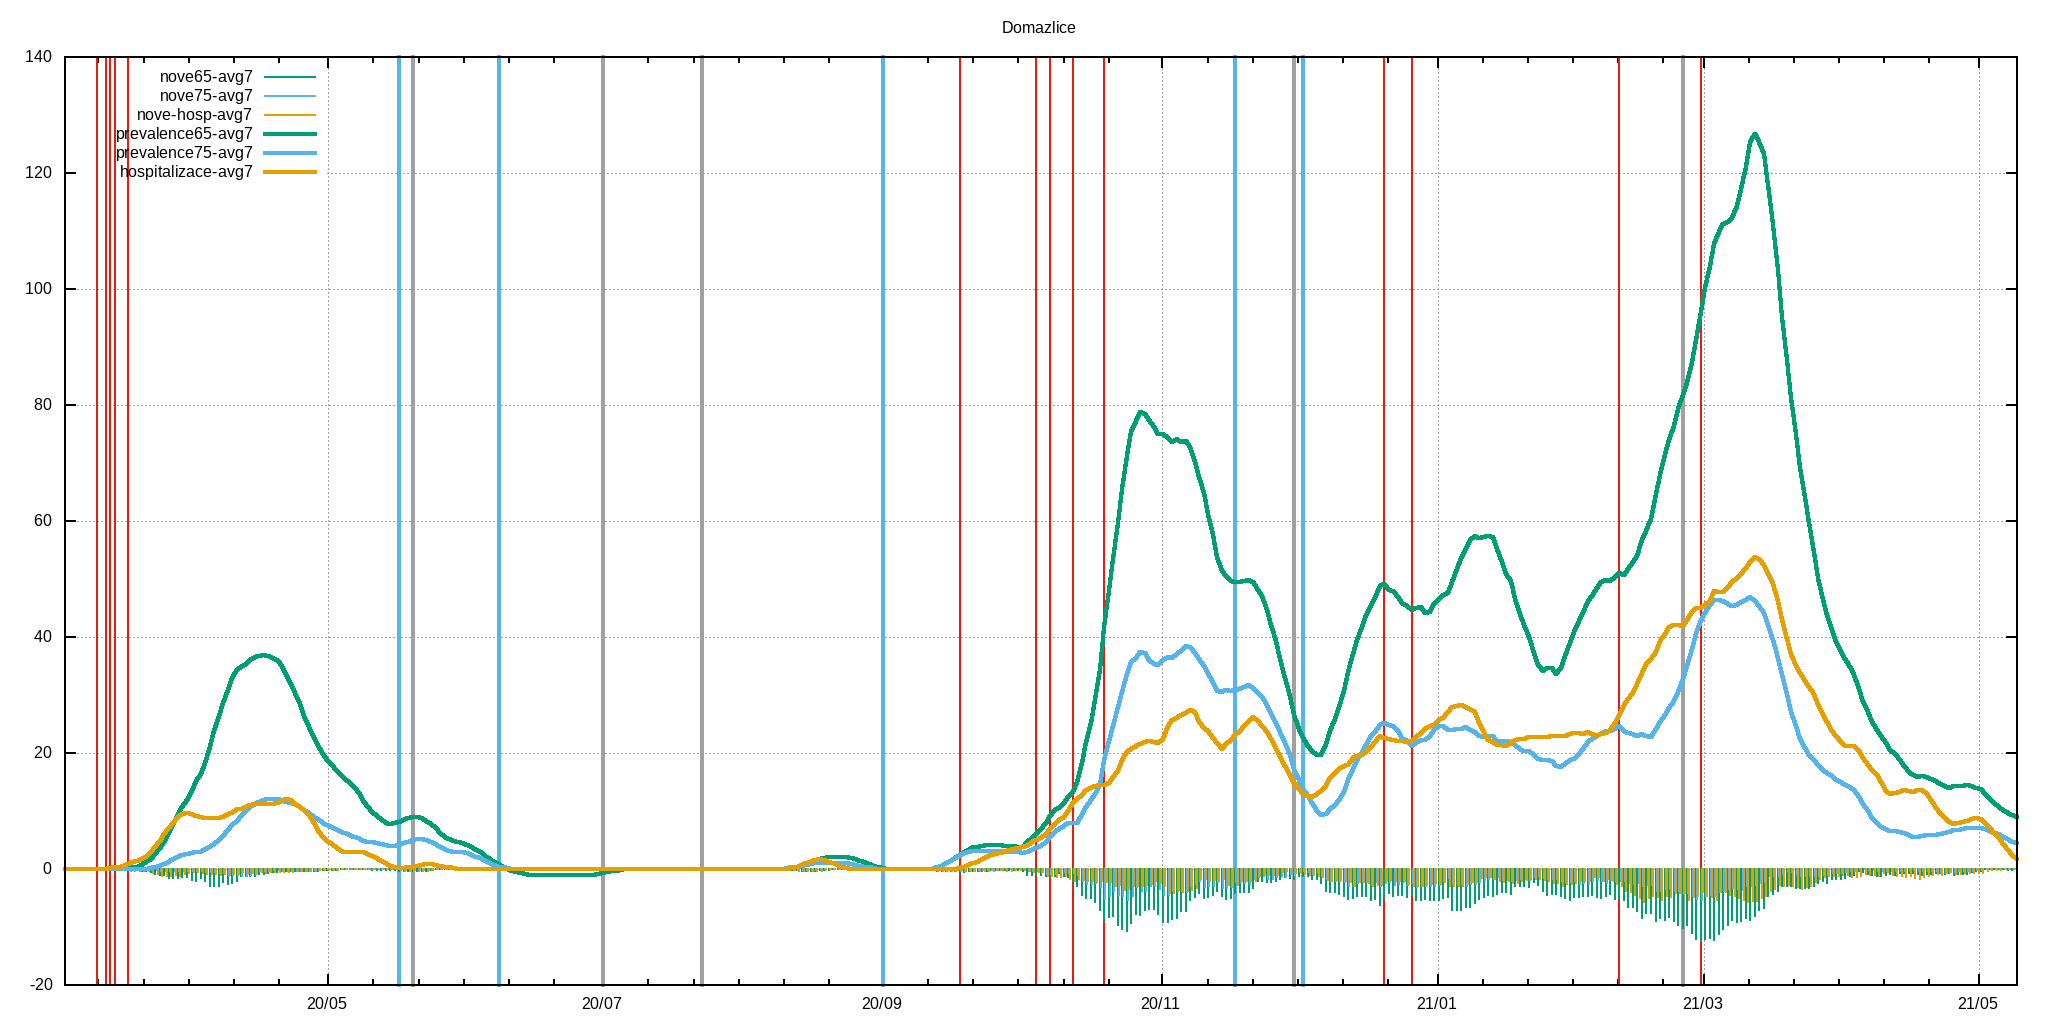 Domazlice
140
120
100
80
60
40
20
0
-20
nove65-avg7
nove75-avg7
nove-hosp-avg7
prevalence65-avg7
prevalence75-avg7
hospitalizace-avg7
20/05 20/07 20/09 20/11 21/01 21/03 21/05